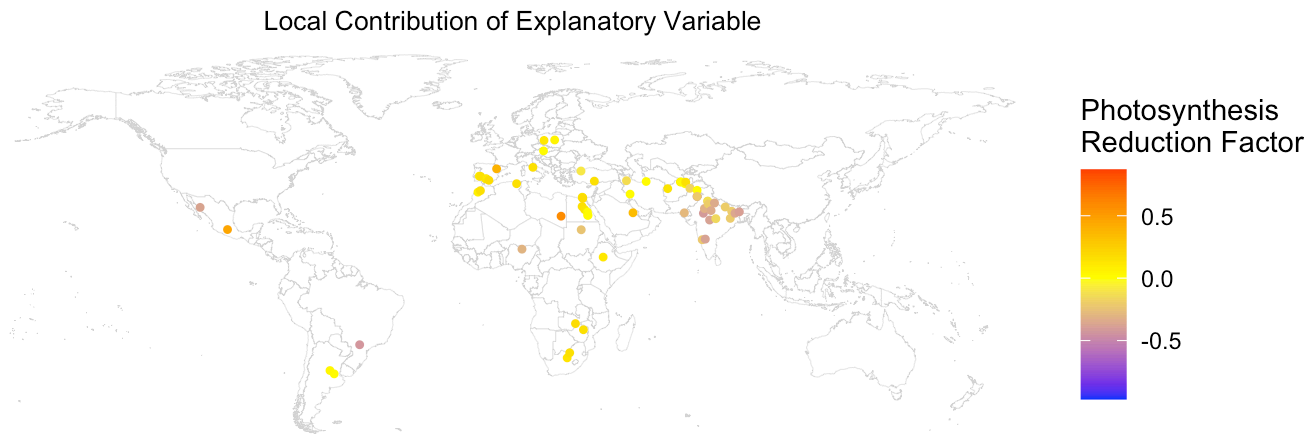 Local Contribution of Explanatory Variable
Photosynthesis
Reduction Factor
0.5
0.0
-0.5